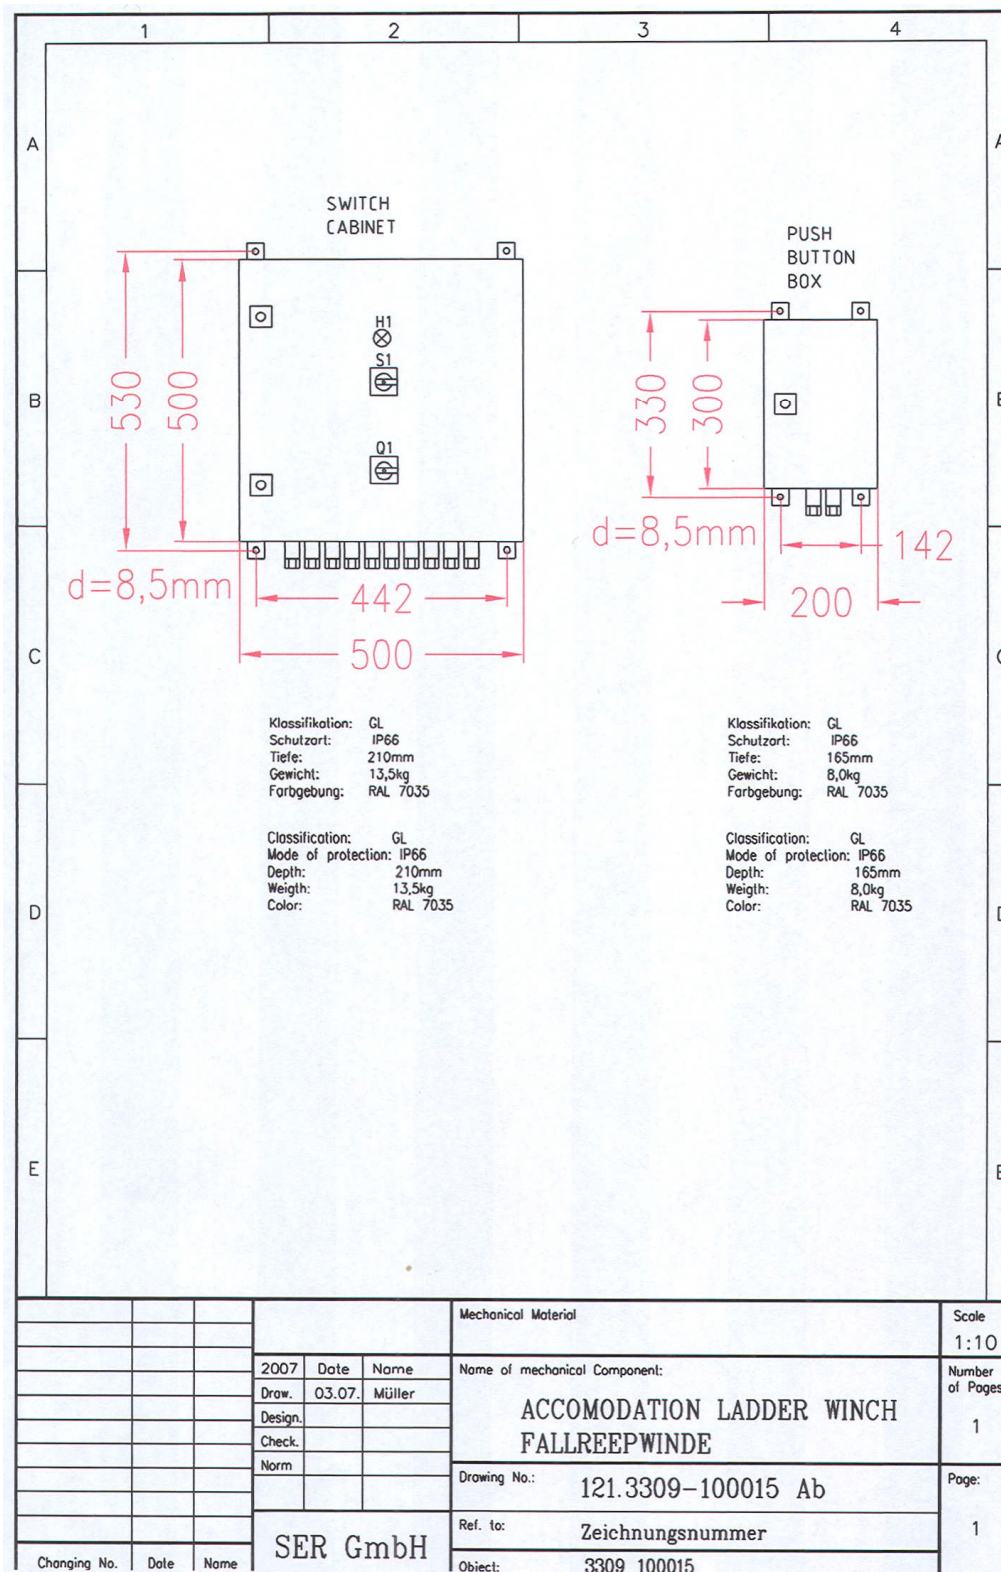 1 2 3 4
A
A
SWITCH
CABINET
PUSH
BUTTON
BOX
H1
S1
Q1
530
500
330
300
B
d=8,5mm
442
500
d=8,5mm
142
200
C
Klassifikation: GL
Schutzart: IP66
Tiefe: 210mm
Gewicht: 13,5kg
Farbgebung: RAL 7035
Klassifikation: GL
Schutzart: IP66
Tiefe: 165mm
Gewicht: 8,0kg
Farbgebung: RAL 7035
Classification: GL
Mode of protection: IP66
Depth: 210mm
Weigth: 13,5kg
Color: RAL 7035
Classification: GL
Mode of protection: IP66
Depth: 165mm
Weigth: 8,0kg
Color: RAL 7035
D
E
Changing No. Date Name
2007 Date Name
Draw. 03.07. Müller
Design.
Check.
Norm
SER GmbH
Mechanical Material
Name of mechanical Component:
ACCOMODATION LADDER WINCH
FALLREEPWINDE
Drawing No.: 121.3309-100015 Ab
Ref. to: Zeichnungsnummer
Object: 3309 100015
Scale
1:10
Number
of Pages
1
Page:
1